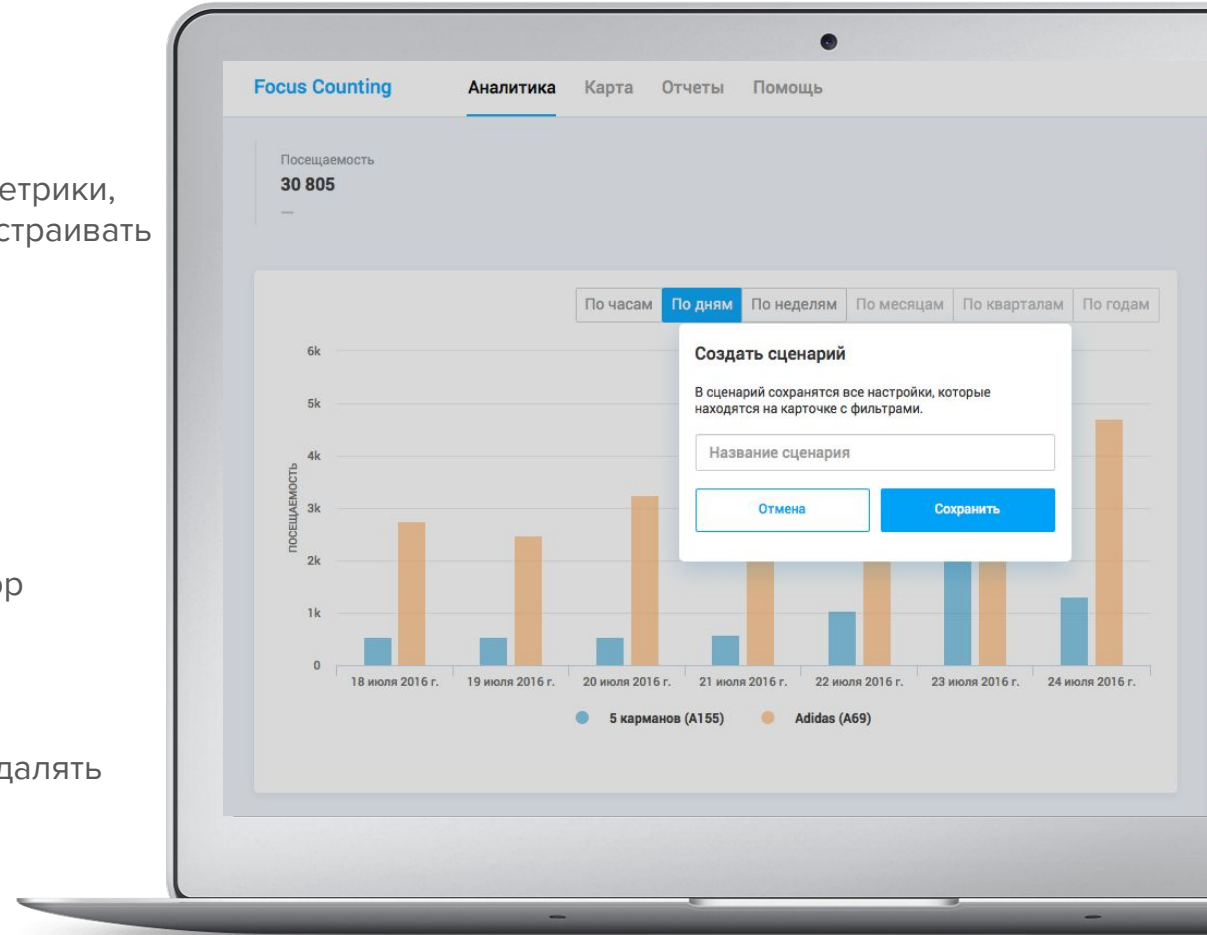 етрики,
страивать
ор
далять
Focus Counting Аналитика Карта Отчеты Помощь
Посещаемость
30 805
—
По часам По дням По неделям По месяцам По кварталам По годам
Создать сценарий
В сценарий сохранятся все настройки, которые
находятся на карточке с фильтрами.
Название сценария
Отмена Сохранить
ПОСЕЩАЕМОСТЬ
6k
5k
4k
3k
2k
1k
0
18 июля 2016 г. 19 июля 2016 г. 20 июля 2016 г. 21 июля 2016 г. 22 июля 2016 г. 23 июля 2016 г. 24 июля 2016 г.
5 карманов (A155) Adidas (A69)